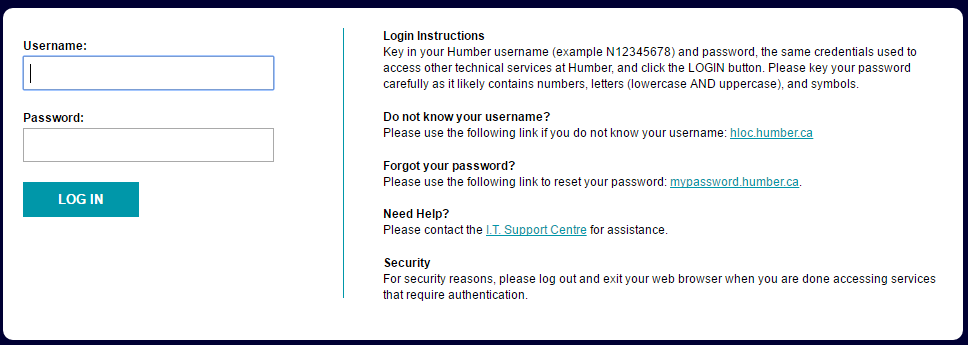 Username:
Password:
LOG IN
Login Instructions
Key in your Humber username (example N12345678) and password, the same credentials used to
access other technical services at Humber, and click the LOGIN button. Please key your password
carefully as it likely contains numbers, letters (lowercase AND uppercase), and symbols.
Do not know your username?
Please use the following link if you do not know your username: hloc.humber.ca
Forgot your password?
Please use the following link to reset your password: mypassword.humber.ca.
Need Help?
Please contact the I.T. Support Centre for assistance.
Security
For security reasons, please log out and exit your web browser when you are done accessing services
that require authentication.